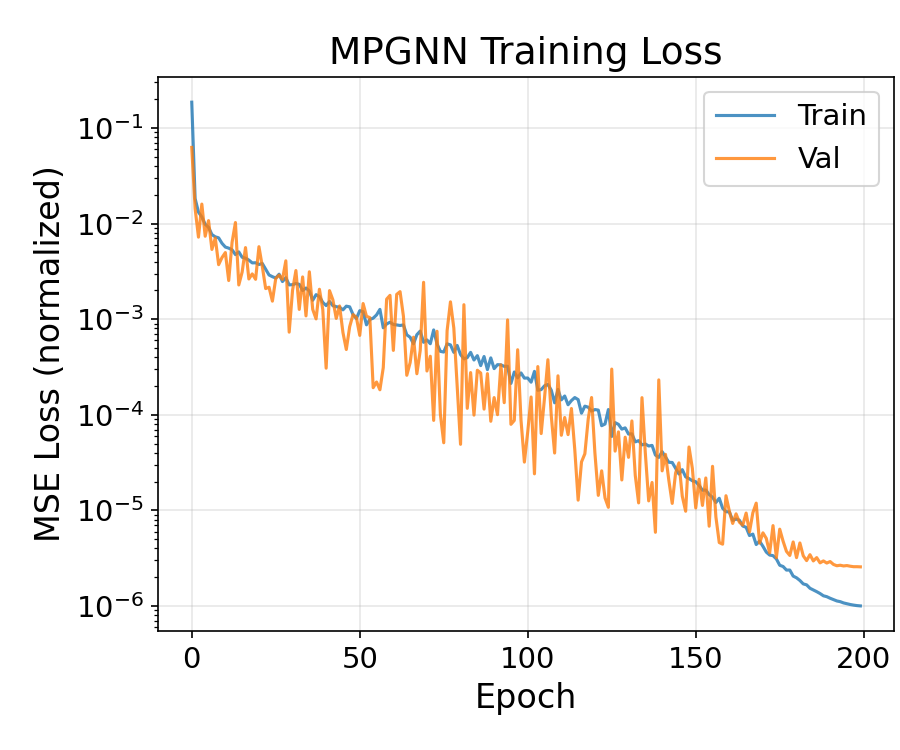 MPGNN Training Loss
MSE Loss (normalized)
10⁻¹
10⁻²
10⁻³
10⁻⁴
10⁻⁵
10⁻⁶
Train
Val
0 50 100 150 200
Epoch